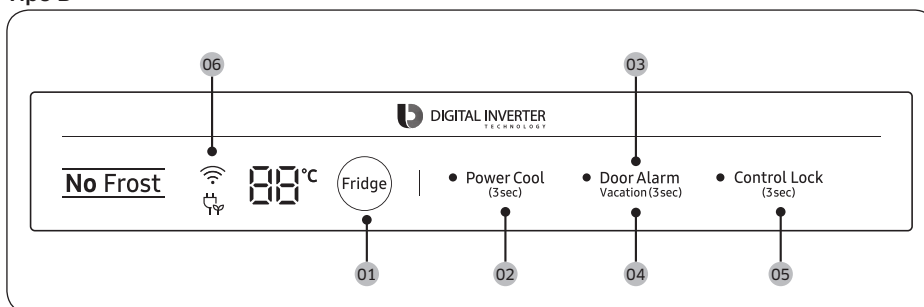 06
03
DIGITAL INVERTER
TECHNOLOGY
No Frost
88°C
Fridge
Power Cool
(3sec)
Door Alarm
Vacation (3sec)
Control Lock
(3sec)
01
02
04
05